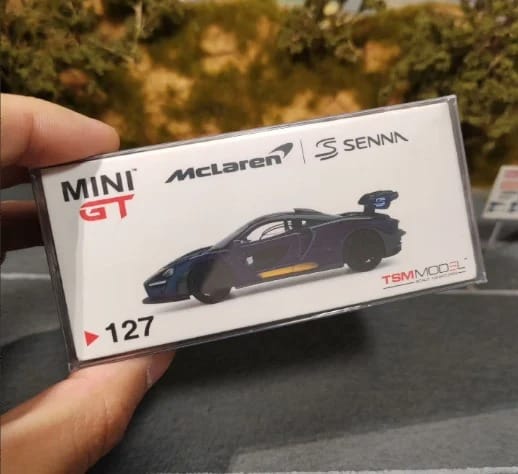 MINI GT
McLaren | SENNA
TSMMODEL
127